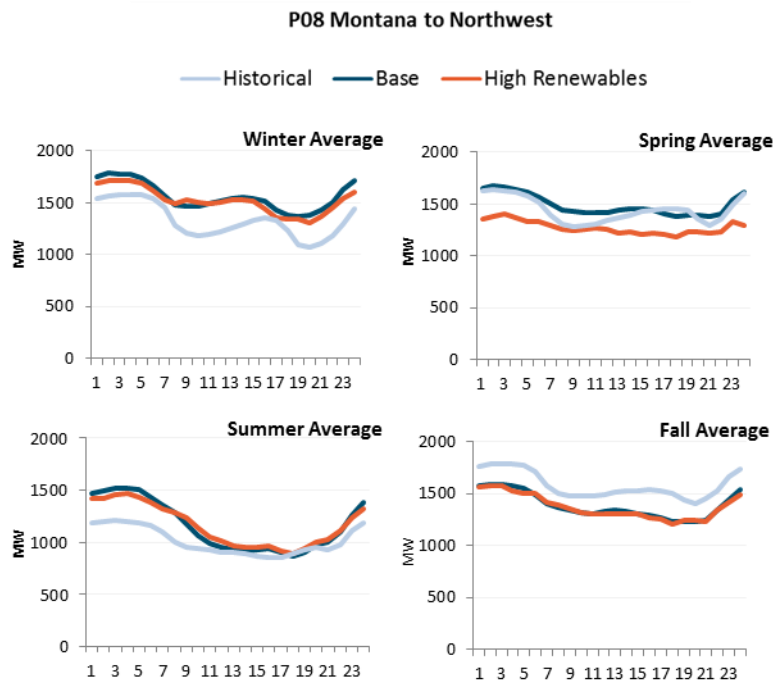 P08 Montana to Northwest
Historical Base High Renewables
Winter Average
2000
1500
1000
500
0
MW
1 3 5 7 9 11 13 15 17 19 21 23
Spring Average
2000
1500
1000
500
0
MW
1 3 5 7 9 11 13 15 17 19 21 23
Summer Average
2000
1500
1000
500
0
MW
1 3 5 7 9 11 13 15 17 19 21 23
Fall Average
2000
1500
1000
500
0
MW
1 3 5 7 9 11 13 15 17 19 21 23